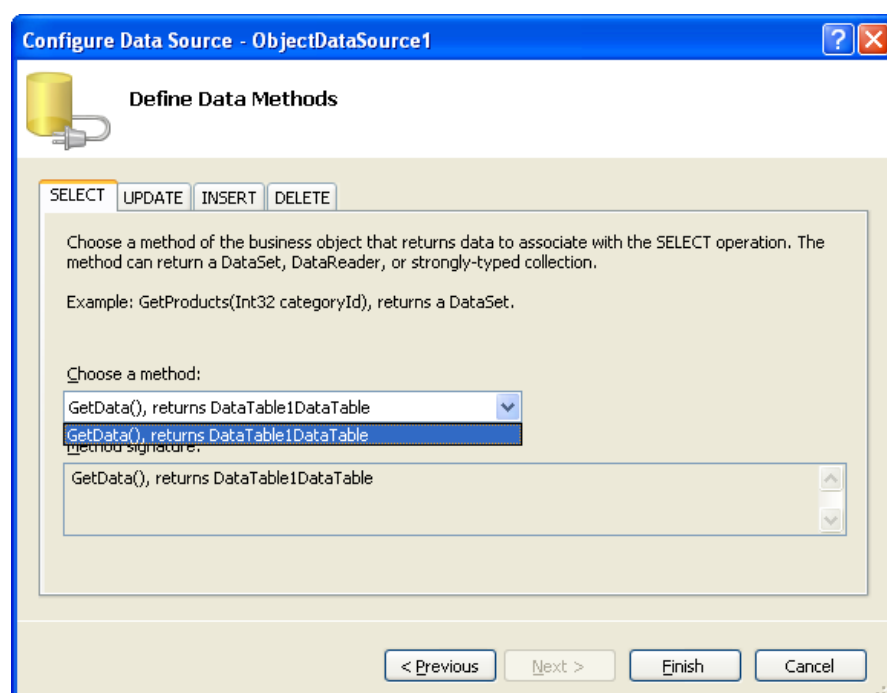 Configure Data Source - ObjectDataSource1
Define Data Methods
SELECT UPDATE INSERT DELETE
Choose a method of the business object that returns data to associate with the SELECT operation. The
method can return a DataSet, DataReader, or strongly-typed collection.
Example: GetProducts(Int32 categoryId), returns a DataSet.
Choose a method:
GetData(), returns DataTable1DataTable
GetData(), returns DataTable1DataTable
Method signature:
GetData(), returns DataTable1DataTable
< Previous Next > Finish Cancel